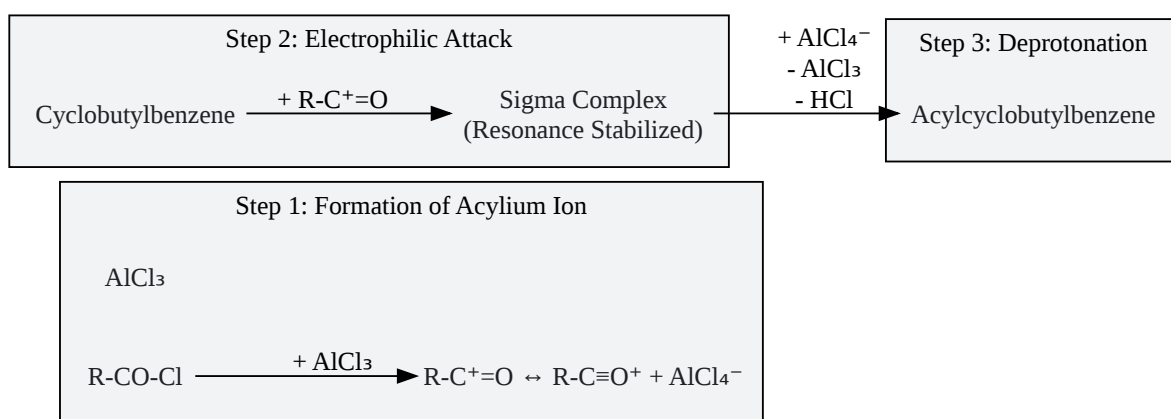 Step 2: Electrophilic Attack
Cyclobutylbenzene
+ R-C⁺=O
Sigma Complex
(Resonance Stabilized)
+ AlCl₄⁻
- AlCl₃
- HCl
Step 3: Deprotonation
Acylcyclobutylbenzene
Step 1: Formation of Acylium Ion
AlCl₃
R-CO-Cl
+ AlCl₃
R-C⁺=O ↔ R-C≡O⁺ + AlCl₄⁻